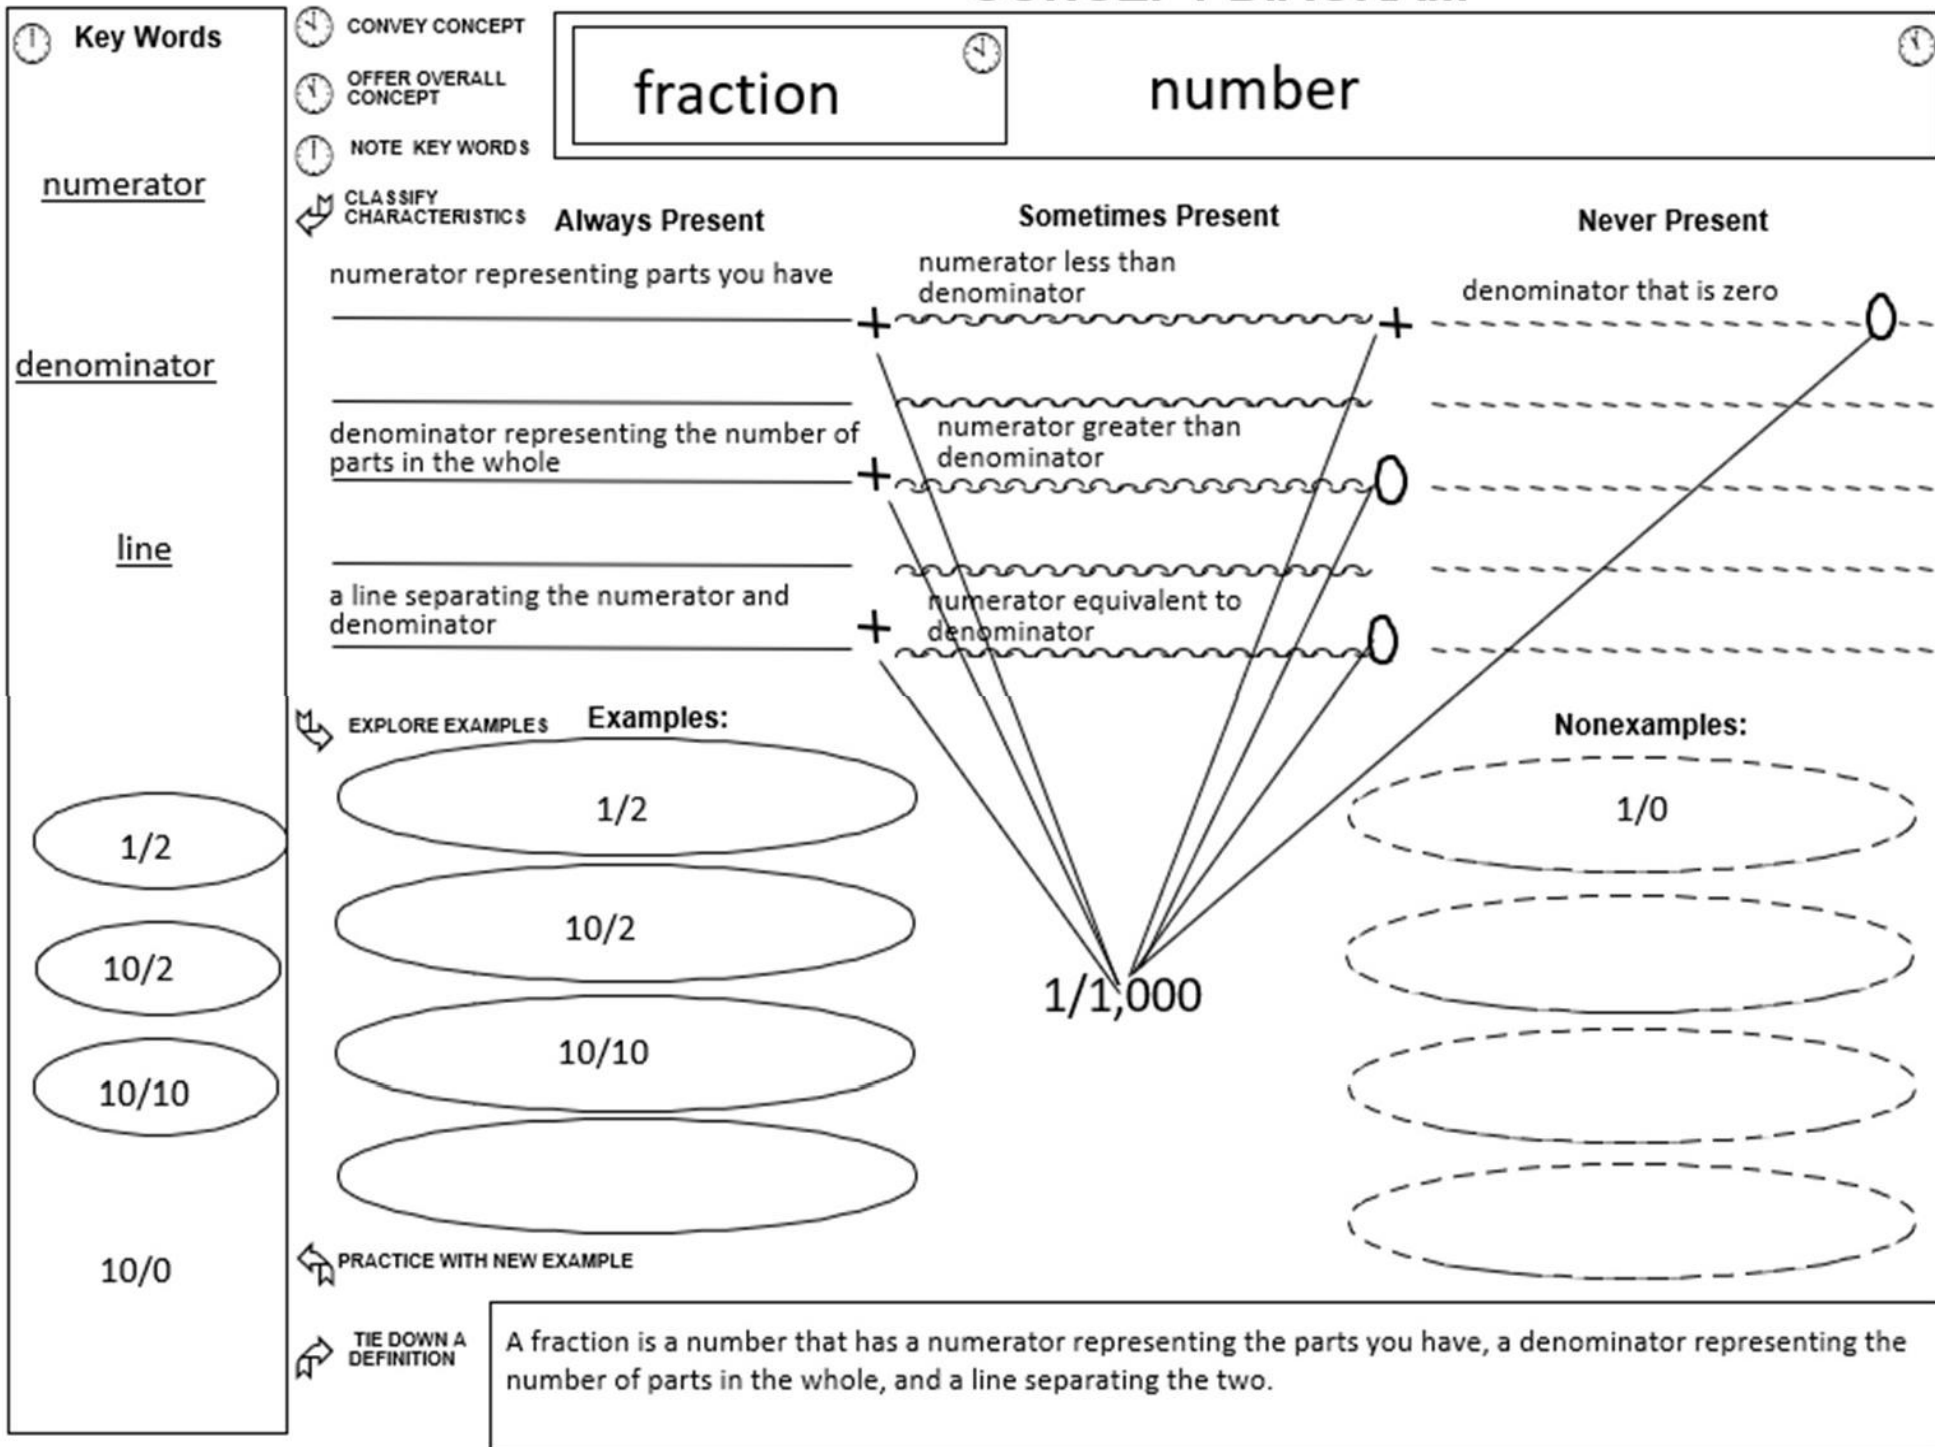 Key Words
numerator
denominator
line
1/2
10/2
10/10
10/0
CONVEY CONCEPT
OFFER OVERALL
CONCEPT
NOTE KEY WORDS
CLASSIFY
CHARACTERISTICS
fraction
number
Always Present
numerator representing parts you have
denominator representing the number of
parts in the whole
a line separating the numerator and
denominator
Sometimes Present
numerator less than
denominator
numerator greater than
denominator
numerator equivalent to
denominator
Never Present
denominator that is zero
EXPLORE EXAMPLES
Examples:
1/2
10/2
10/10
1/1,000
Nonexamples:
1/0
PRACTICE WITH NEW EXAMPLE
TIE DOWN A
DEFINITION
A fraction is a number that has a numerator representing the parts you have, a denominator representing the
number of parts in the whole, and a line separating the two.